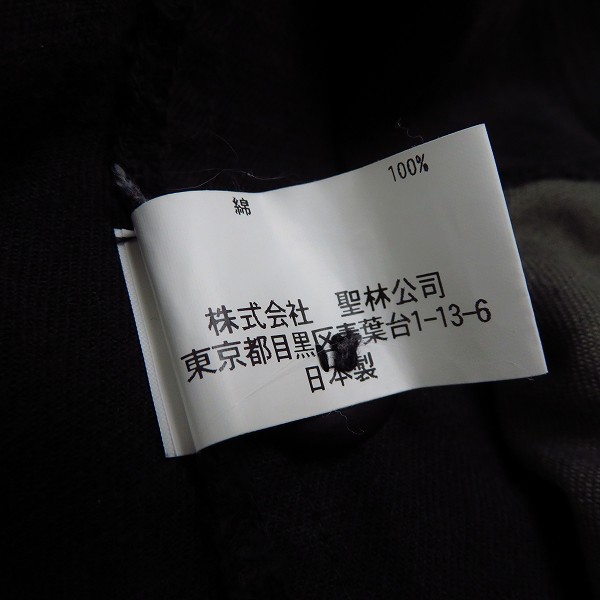 綿 100%
株式会社 聖林公司
東京都目黒区青葉台1-13-6
日本製